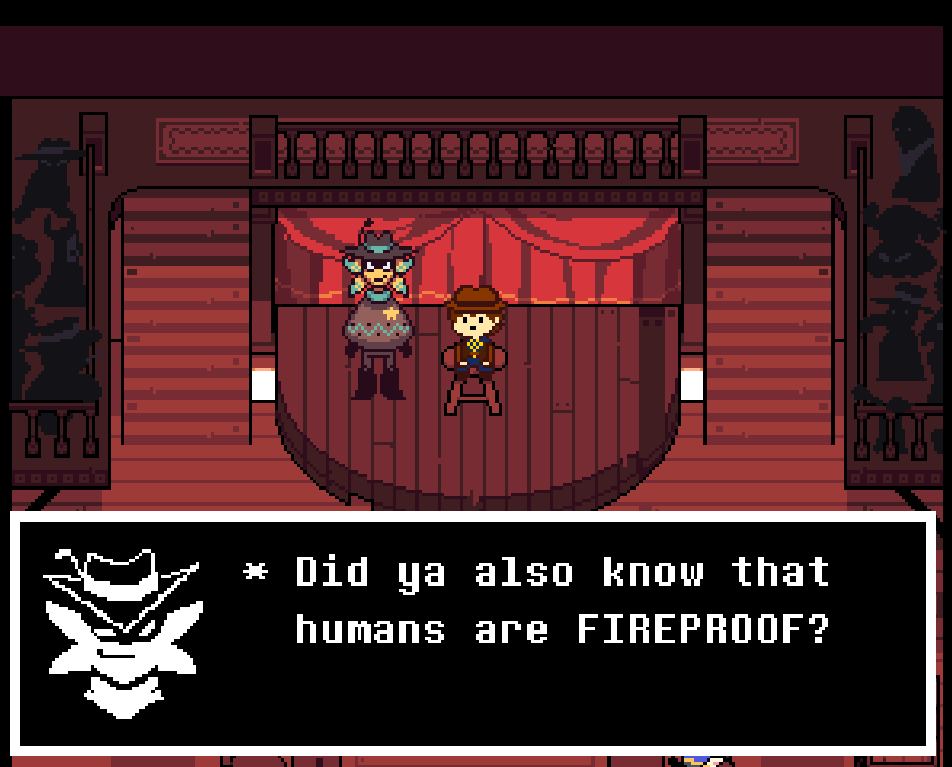 * Did ya also know that
humans are FIREPROOF?